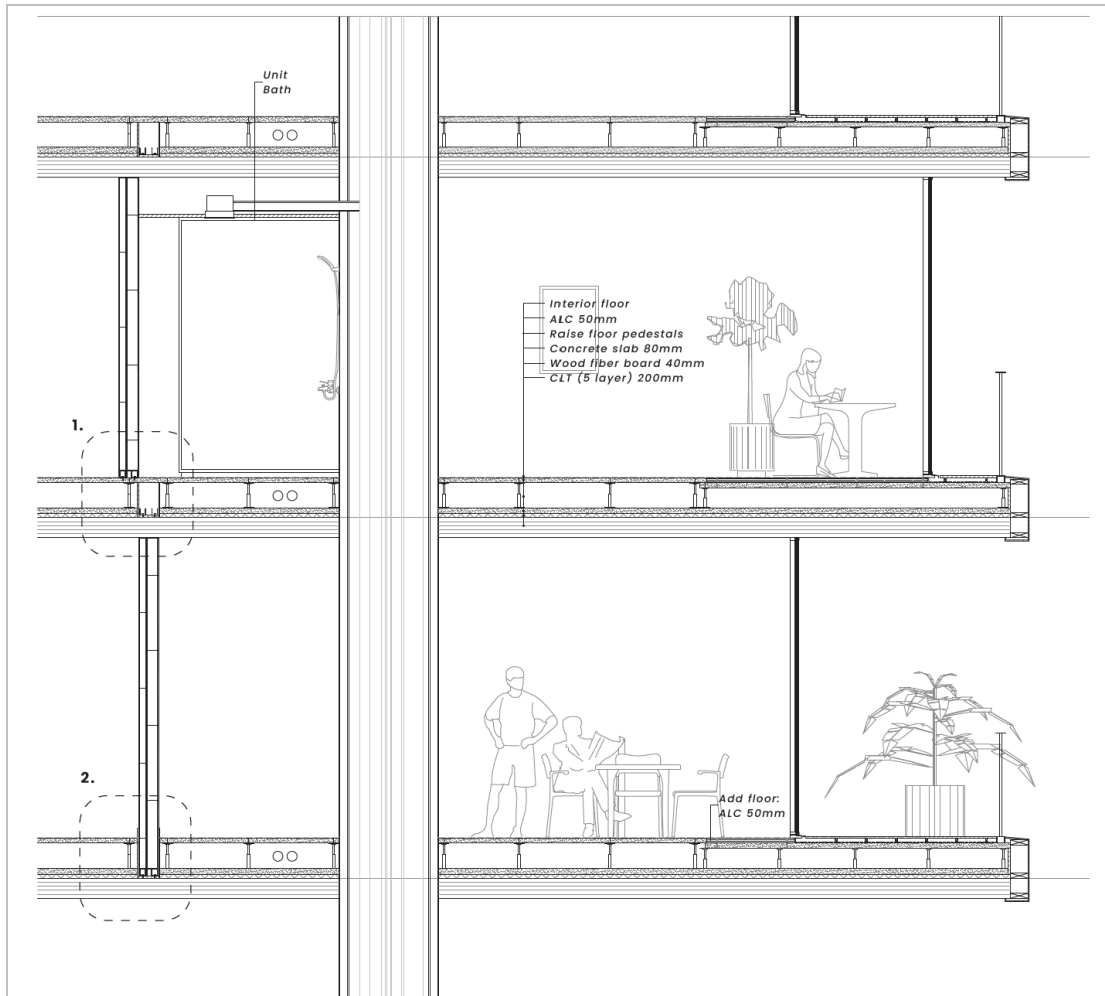 Unit
Bath
Interior floor
ALC 50mm
Raise floor pedestals
Concrete slab 80mm
Wood fiber board 40mm
CLT (5 layer) 200mm
1.
2.
Add floor:
ALC 50mm